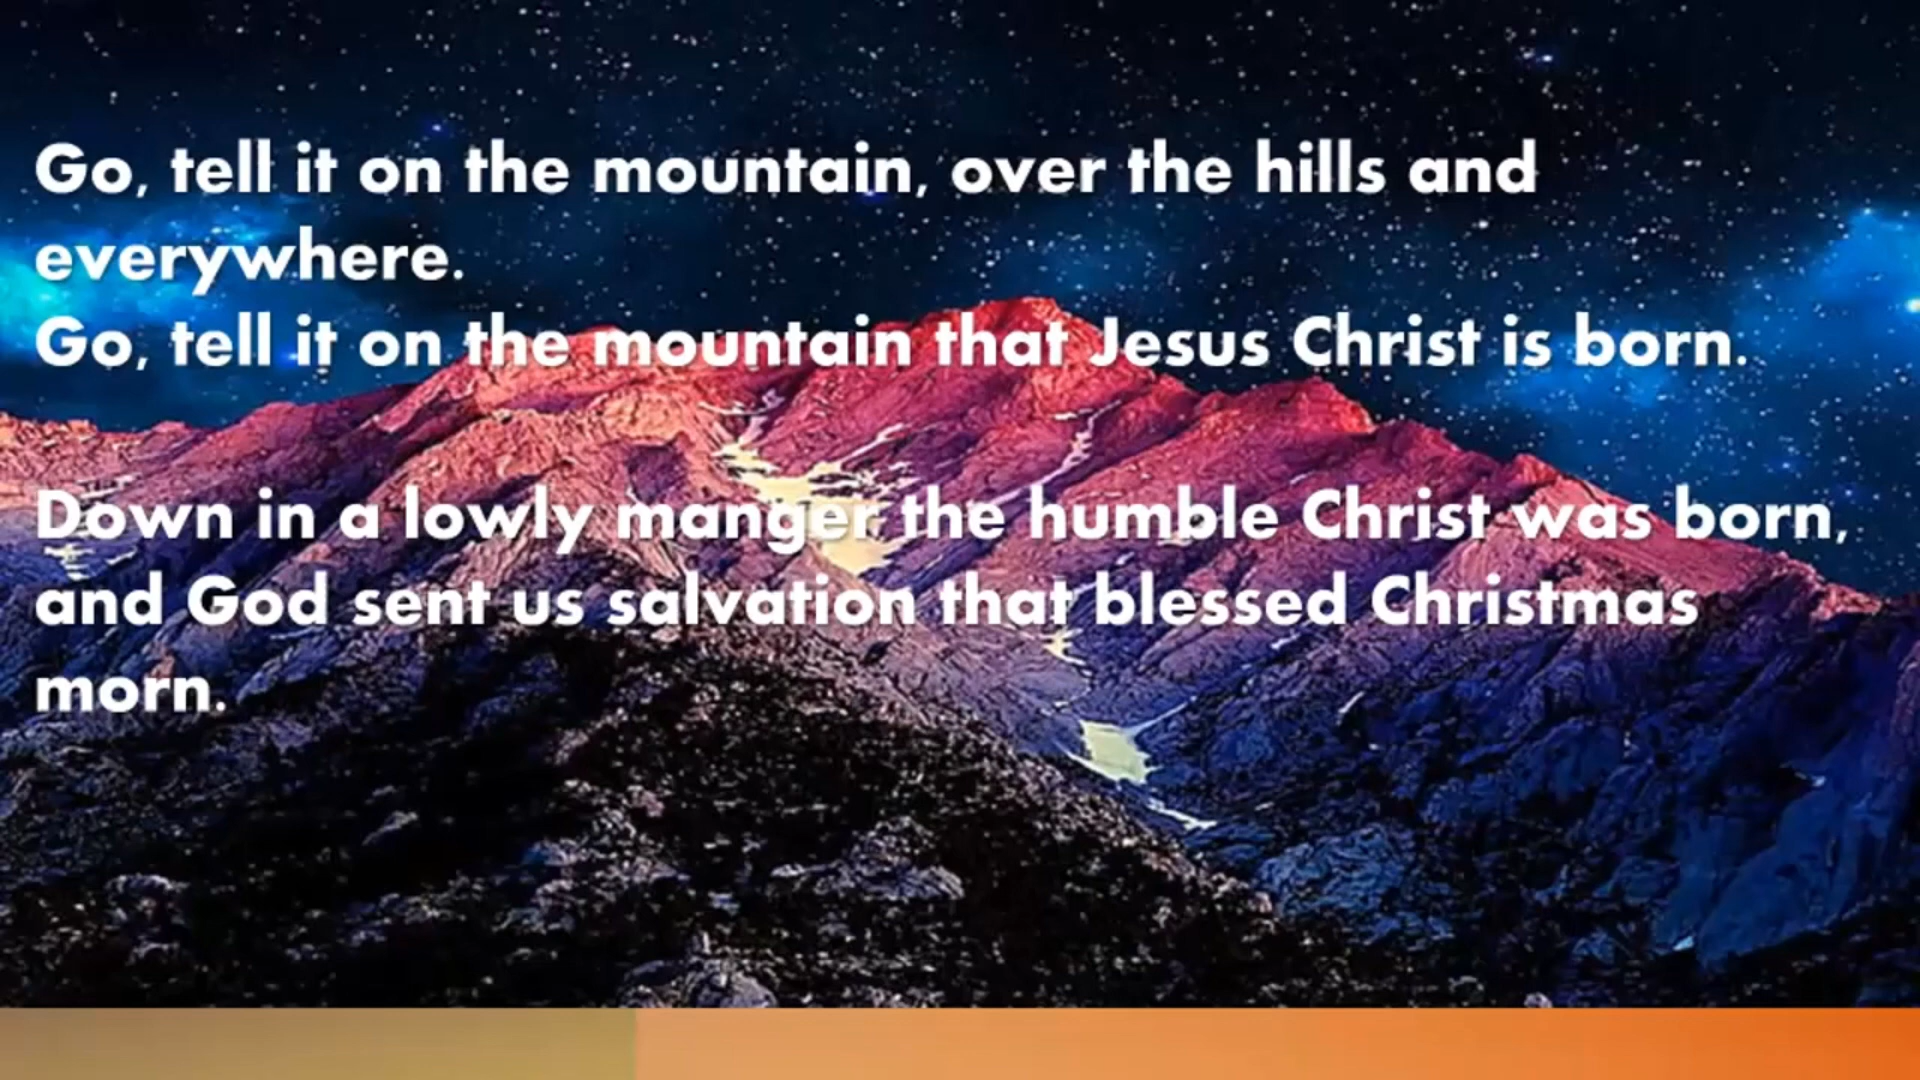 Go, tell it on the mountain, over the hills and
everywhere.
Go, tell it on the mountain that Jesus Christ is born.
Down in a lowly manger the humble Christ was born,
and God sent us salvation that blessed Christmas
morn.